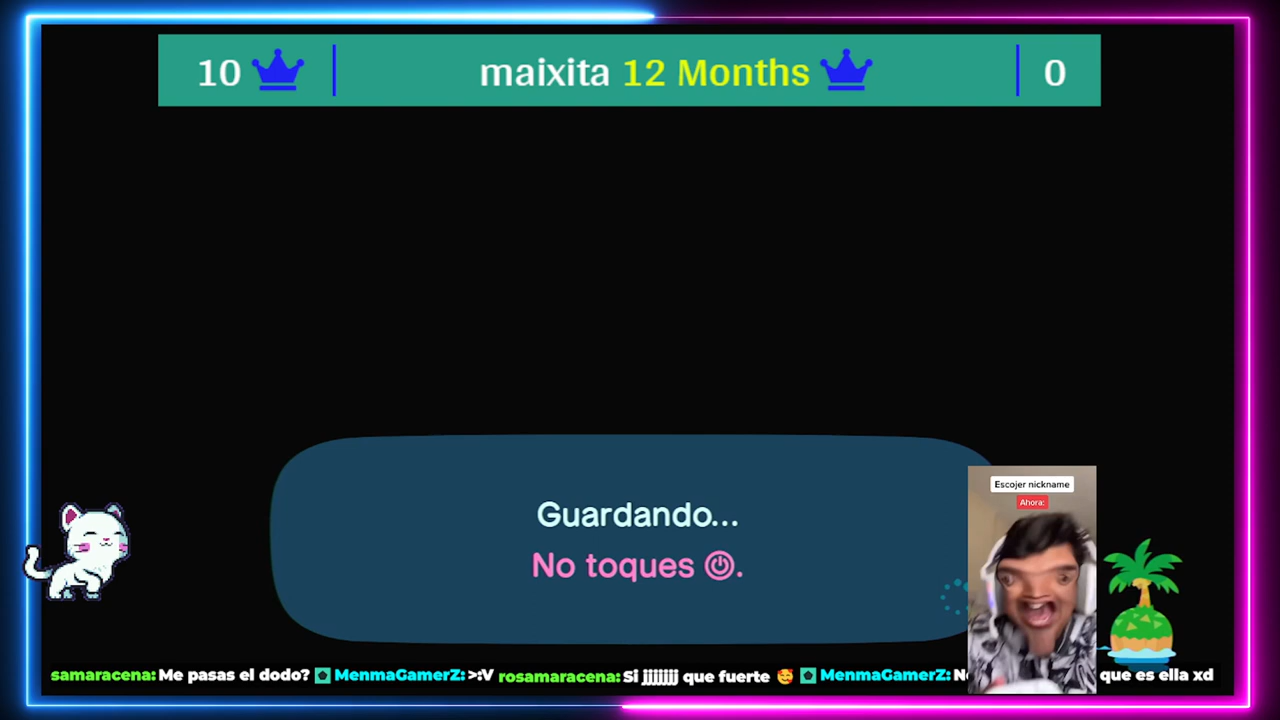 10 maixita 12 Months 0
Guardando...
No toques.
Escojer nickname
Ahora:
samaracena: Me pasas el dodo? MenmaGamerZ: >:V rosamaracena: Si jjjjjjj que fuerte 🥰 MenmaGamerZ: que es ella xd